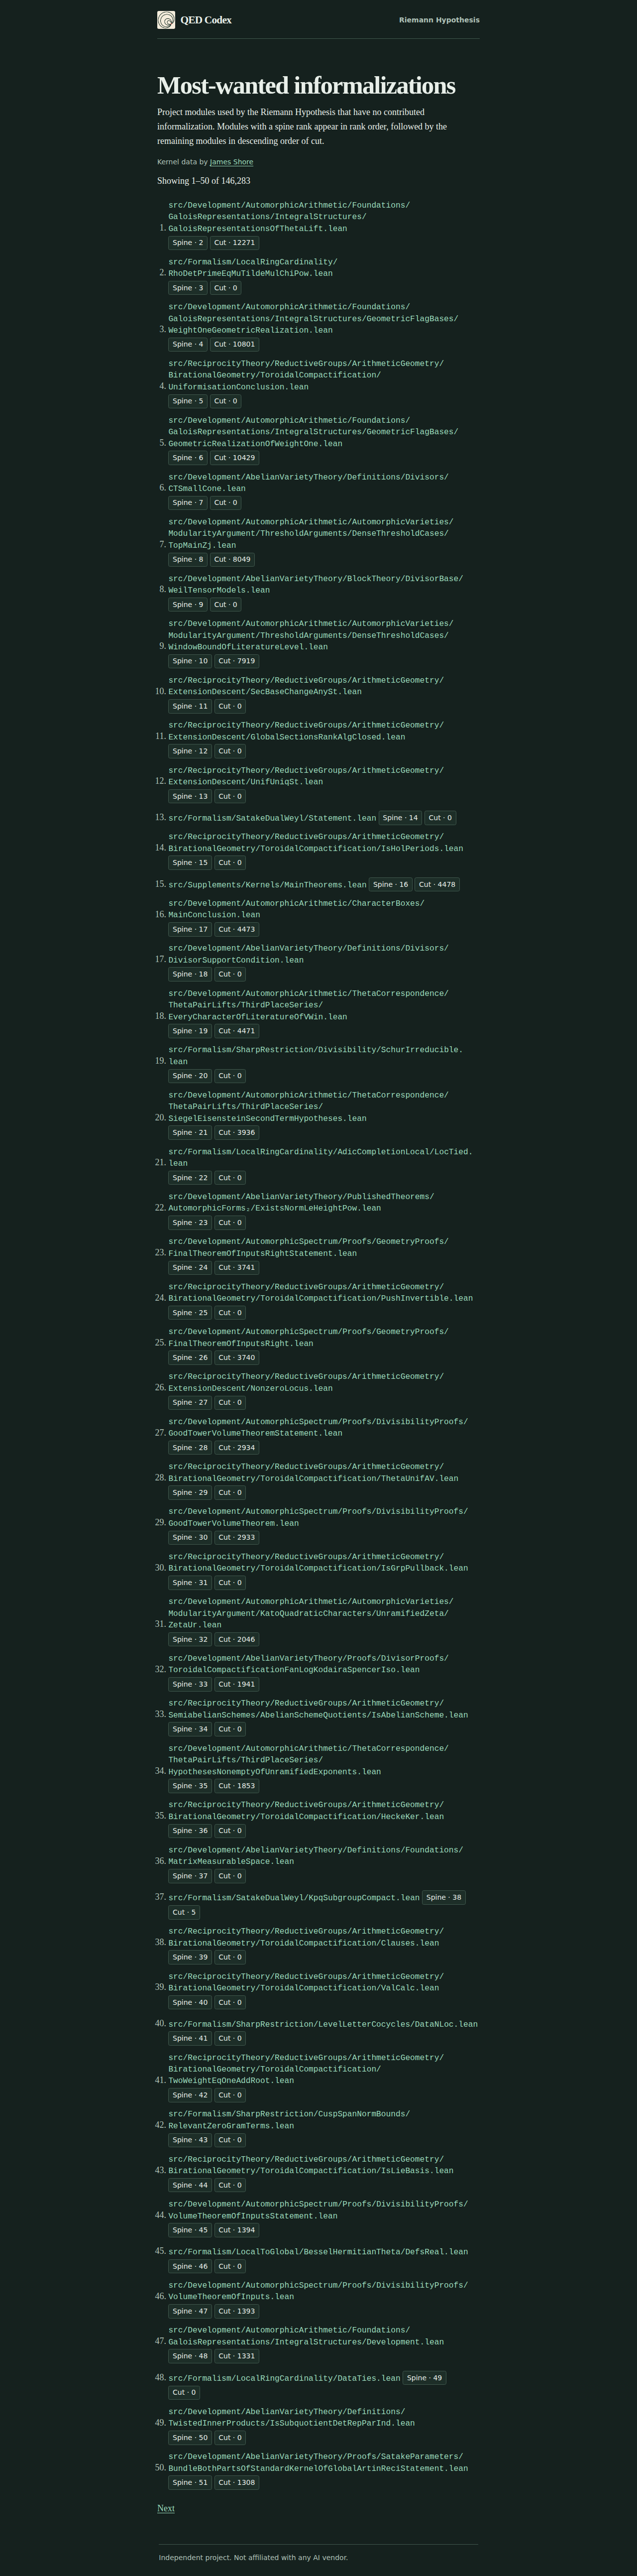 QED Codex
Riemann Hypothesis
Most-wanted informalizations
Project modules used by the Riemann Hypothesis that have no contributed
informalization. Modules with a spine rank appear in rank order, followed by the
remaining modules in descending order of cut.
Kernel data by James Shore
Showing 1–50 of 146,283
src/Development/AutomorphicArithmetic/Foundations/
GaloisRepresentations/IntegralStructures/
1. GaloisRepresentationsOfThetaLift.lean
Spine · 2 Cut · 12271
src/Formalism/LocalRingCardinality/
2. RhoDetPrimeEqMuTildeMulChiPow.lean
Spine · 3 Cut · 0
src/Development/AutomorphicArithmetic/Foundations/
GaloisRepresentations/IntegralStructures/GeometricFlagBases/
3. WeightOneGeometricRealization.lean
Spine · 4 Cut · 10801
src/ReciprocityTheory/ReductiveGroups/ArithmeticGeometry/
BirationalGeometry/ToroidalCompactification/
4. UniformisationConclusion.lean
Spine · 5 Cut · 0
src/Development/AutomorphicArithmetic/Foundations/
GaloisRepresentations/IntegralStructures/GeometricFlagBases/
5. GeometricRealizationOfWeightOne.lean
Spine · 6 Cut · 10429
src/Development/AbelianVarietyTheory/Definitions/Divisors/
6. CTSmallCone.lean
Spine · 7 Cut · 0
src/Development/AutomorphicArithmetic/AutomorphicVarieties/
ModularityArgument/ThresholdArguments/DenseThresholdCases/
7. TopMainZj.lean
Spine · 8 Cut · 8049
src/Development/AbelianVarietyTheory/BlockTheory/DivisorBase/
8. WeilTensorModels.lean
Spine · 9 Cut · 0
src/Development/AutomorphicArithmetic/AutomorphicVarieties/
ModularityArgument/ThresholdArguments/DenseThresholdCases/
9. WindowBoundOfLiteratureLevel.lean
Spine · 10 Cut · 7919
src/ReciprocityTheory/ReductiveGroups/ArithmeticGeometry/
10. ExtensionDescent/SecBaseChangeAnySt.lean
Spine · 11 Cut · 0
src/ReciprocityTheory/ReductiveGroups/ArithmeticGeometry/
11. ExtensionDescent/GlobalSectionsRankAlgClosed.lean
Spine · 12 Cut · 0
src/ReciprocityTheory/ReductiveGroups/ArithmeticGeometry/
12. ExtensionDescent/UnifUniqSt.lean
Spine · 13 Cut · 0
13. src/Formalism/SatakeDualWeyl/Statement.lean Spine · 14 Cut · 0
src/ReciprocityTheory/ReductiveGroups/ArithmeticGeometry/
14. BirationalGeometry/ToroidalCompactification/IsHolPeriods.lean
Spine · 15 Cut · 0
15. src/Supplements/Kernels/MainTheorems.lean Spine · 16 Cut · 4478
src/Development/AutomorphicArithmetic/CharacterBoxes/
16. MainConclusion.lean
Spine · 17 Cut · 4473
src/Development/AbelianVarietyTheory/Definitions/Divisors/
17. DivisorSupportCondition.lean
Spine · 18 Cut · 0
src/Development/AutomorphicArithmetic/ThetaCorrespondence/
ThetaPairLifts/ThirdPlaceSeries/
18. EveryCharacterOfLiteratureOfVWin.lean
Spine · 19 Cut · 4471
src/Formalism/SharpRestriction/Divisibility/SchurIrreducible.
19. lean
Spine · 20 Cut · 0
src/Development/AutomorphicArithmetic/ThetaCorrespondence/
ThetaPairLifts/ThirdPlaceSeries/
20. SiegelEisensteinSecondTermHypotheses.lean
Spine · 21 Cut · 3936
src/Formalism/LocalRingCardinality/AdicCompletionLocal/LocTied.
21. lean
Spine · 22 Cut · 0
src/Development/AbelianVarietyTheory/PublishedTheorems/
22. AutomorphicForms₂/ExistsNormLeHeightPow.lean
Spine · 23 Cut · 0
src/Development/AutomorphicSpectrum/Proofs/GeometryProofs/
23. FinalTheoremOfInputsRightStatement.lean
Spine · 24 Cut · 3741
src/ReciprocityTheory/ReductiveGroups/ArithmeticGeometry/
24. BirationalGeometry/ToroidalCompactification/PushInvertible.lean
Spine · 25 Cut · 0
src/Development/AutomorphicSpectrum/Proofs/GeometryProofs/
25. FinalTheoremOfInputsRight.lean
Spine · 26 Cut · 3740
src/ReciprocityTheory/ReductiveGroups/ArithmeticGeometry/
26. ExtensionDescent/NonzeroLocus.lean
Spine · 27 Cut · 0
src/Development/AutomorphicSpectrum/Proofs/DivisibilityProofs/
27. GoodTowerVolumeTheoremStatement.lean
Spine · 28 Cut · 2934
src/ReciprocityTheory/ReductiveGroups/ArithmeticGeometry/
28. BirationalGeometry/ToroidalCompactification/ThetaUnifAV.lean
Spine · 29 Cut · 0
src/Development/AutomorphicSpectrum/Proofs/DivisibilityProofs/
29. GoodTowerVolumeTheorem.lean
Spine · 30 Cut · 2933
src/ReciprocityTheory/ReductiveGroups/ArithmeticGeometry/
30. BirationalGeometry/ToroidalCompactification/IsGrpPullback.lean
Spine · 31 Cut · 0
src/Development/AutomorphicArithmetic/AutomorphicVarieties/
ModularityArgument/KatoQuadraticCharacters/UnramifiedZeta/
31. ZetaUr.lean
Spine · 32 Cut · 2046
src/Development/AbelianVarietyTheory/Proofs/DivisorProofs/
32. ToroidalCompactificationFanLogKodairaSpencerIso.lean
Spine · 33 Cut · 1941
src/ReciprocityTheory/ReductiveGroups/ArithmeticGeometry/
33. SemiabelianSchemes/AbelianSchemeQuotients/IsAbelianScheme.lean
Spine · 34 Cut · 0
src/Development/AutomorphicArithmetic/ThetaCorrespondence/
ThetaPairLifts/ThirdPlaceSeries/
34. HypothesesNonemptyOfUnramifiedExponents.lean
Spine · 35 Cut · 1853
src/ReciprocityTheory/ReductiveGroups/ArithmeticGeometry/
35. BirationalGeometry/ToroidalCompactification/HeckeKer.lean
Spine · 36 Cut · 0
src/Development/AbelianVarietyTheory/Definitions/Foundations/
36. MatrixMeasurableSpace.lean
Spine · 37 Cut · 0
37. src/Formalism/SatakeDualWeyl/KpqSubgroupCompact.lean Spine · 38
Cut · 5
src/ReciprocityTheory/ReductiveGroups/ArithmeticGeometry/
38. BirationalGeometry/ToroidalCompactification/Clauses.lean
Spine · 39 Cut · 0
src/ReciprocityTheory/ReductiveGroups/ArithmeticGeometry/
39. BirationalGeometry/ToroidalCompactification/ValCalc.lean
Spine · 40 Cut · 0
40. src/Formalism/SharpRestriction/LevelLetterCocycles/DataNLoc.lean
Spine · 41 Cut · 0
src/ReciprocityTheory/ReductiveGroups/ArithmeticGeometry/
BirationalGeometry/ToroidalCompactification/
41. TwoWeightEqOneAddRoot.lean
Spine · 42 Cut · 0
src/Formalism/SharpRestriction/CuspSpanNormBounds/
42. RelevantZeroGramTerms.lean
Spine · 43 Cut · 0
src/ReciprocityTheory/ReductiveGroups/ArithmeticGeometry/
43. BirationalGeometry/ToroidalCompactification/IsLieBasis.lean
Spine · 44 Cut · 0
src/Development/AutomorphicSpectrum/Proofs/DivisibilityProofs/
44. VolumeTheoremOfInputsStatement.lean
Spine · 45 Cut · 1394
45. src/Formalism/LocalToGlobal/BesselHermitianTheta/DefsReal.lean
Spine · 46 Cut · 0
src/Development/AutomorphicSpectrum/Proofs/DivisibilityProofs/
46. VolumeTheoremOfInputs.lean
Spine · 47 Cut · 1393
src/Development/AutomorphicArithmetic/Foundations/
47. GaloisRepresentations/IntegralStructures/Development.lean
Spine · 48 Cut · 1331
48. src/Formalism/LocalRingCardinality/DataTies.lean Spine · 49
Cut · 0
src/Development/AbelianVarietyTheory/Definitions/
49. TwistedInnerProducts/IsSubquotientDetRepParInd.lean
Spine · 50 Cut · 0
src/Development/AbelianVarietyTheory/Proofs/SatakeParameters/
50. BundleBothPartsOfStandardKernelOfGlobalArtinReciStatement.lean
Spine · 51 Cut · 1308
Next
Independent project. Not affiliated with any AI vendor.